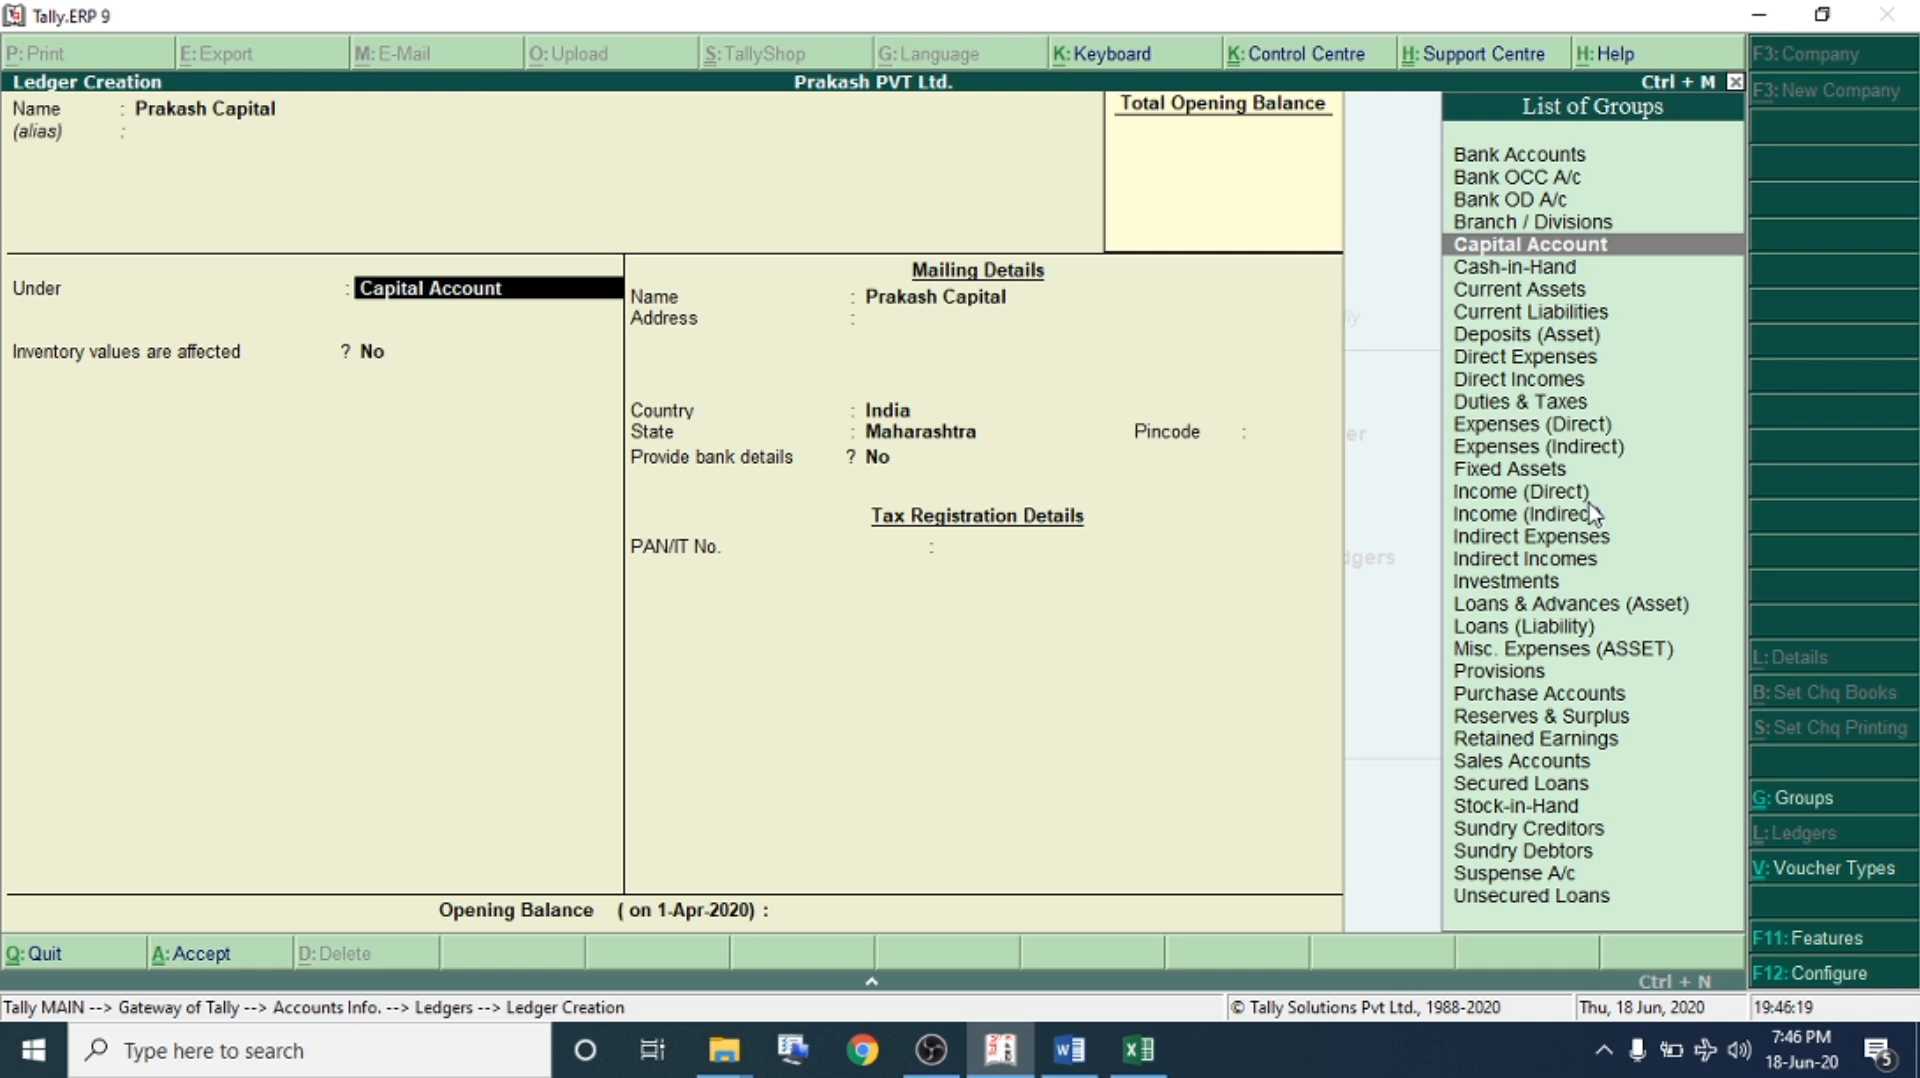 Tally.ERP 9
P: Print
E: Export
M: E-Mail
O: Upload
S: TallyShop
G: Language
K: Keyboard
K: Control Centre
H: Support Centre
H: Help
Ledger Creation
Prakash PVT Ltd.
Ctrl + M
Name : Prakash Capital
(alias) :
Total Opening Balance
Under : Capital Account
Inventory values are affected ? No
Mailing Details
Name : Prakash Capital
Address :
Country : India
State : Maharashtra
Pincode :
Provide bank details ? No
Tax Registration Details
PAN/IT No. :
Opening Balance ( on 1-Apr-2020) :
List of Groups
Bank Accounts
Bank OCC A/c
Bank OD A/c
Branch / Divisions
Capital Account
Cash-in-Hand
Current Assets
Current Liabilities
Deposits (Asset)
Direct Expenses
Direct Incomes
Duties & Taxes
Expenses (Direct)
Expenses (Indirect)
Fixed Assets
Income (Direct)
Income (Indirect)
Indirect Expenses
Indirect Incomes
Investments
Loans & Advances (Asset)
Loans (Liability)
Misc. Expenses (ASSET)
Provisions
Purchase Accounts
Reserves & Surplus
Retained Earnings
Sales Accounts
Secured Loans
Stock-in-Hand
Sundry Creditors
Sundry Debtors
Suspense A/c
Unsecured Loans
F3: Company
F3: New Company
L: Details
B: Set Chq Books
S: Set Chq Printing
G: Groups
L: Ledgers
V: Voucher Types
F11: Features
F12: Configure
Q: Quit
A: Accept
D: Delete
Ctrl + N
Tally MAIN --> Gateway of Tally --> Accounts Info. --> Ledgers --> Ledger Creation
© Tally Solutions Pvt Ltd., 1988-2020
Thu, 18 Jun, 2020
19:46:19
Type here to search
7:46 PM
18-Jun-20
5